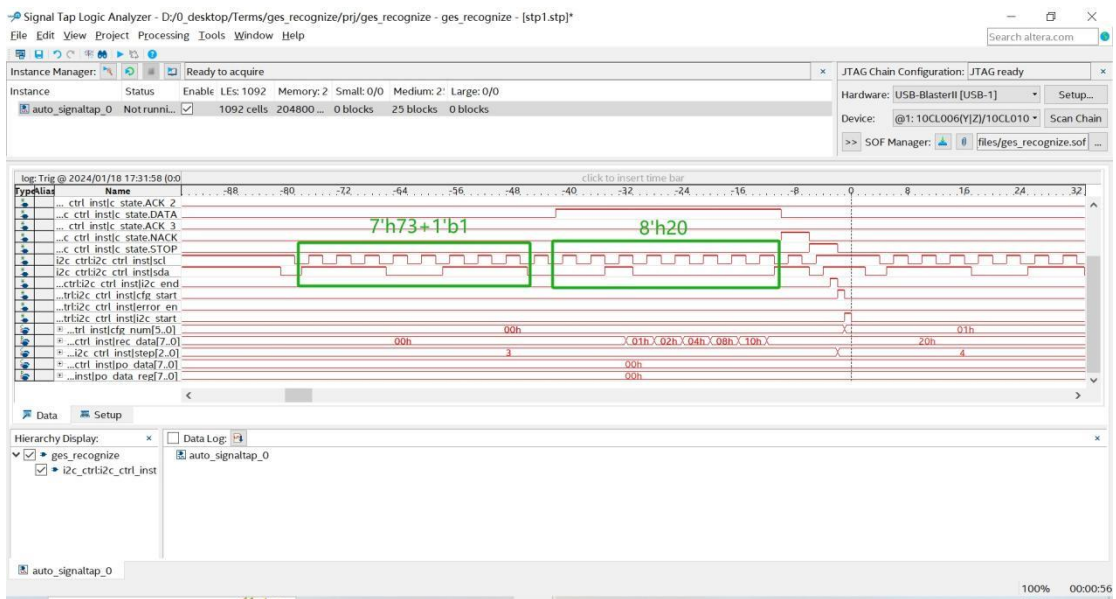 Signal Tap Logic Analyzer - D:/0_desktop/Terms/ges_recognize/prj/ges_recognize - ges_recognize - [stp1.stp]*
File Edit View Project Processing Tools Window Help
Search altera.com
Instance Manager: Ready to acquire
JTAG Chain Configuration: JTAG ready
Instance Status Enable LEs: 1092 Memory: 2 Small: 0/0 Medium: 2! Large: 0/0
Hardware: USB-BlasterII [USB-1] Setup...
auto_signaltap_0 Not runni... 1092 cells 204800 ... 0 blocks 25 blocks 0 blocks
Device: @1: 10CL006(Y|Z)/10CL010 Scan Chain
>> SOF Manager: files/ges_recognize.sof ...
log: Trig @ 2024/01/18 17:31:58 (0:0
click to insert time bar
Type Alias Name -88 -80 -72 -64 -56 -48 -40 -32 -24 -16 -8 0 8 16 24 32
... ctrl inst|c state.ACK 2
...c ctrl inst|c state.DATA
... ctrl inst|c state.ACK 3
7'h73+1'b1
8'h20
...c ctrl inst|c state.NACK
...c ctrl inst|c state.STOP
i2c ctrl:i2c ctrl inst|scl
i2c ctrl:i2c ctrl inst|sda
...ctrl:i2c ctrl inst|i2c end
...trl:i2c ctrl inst|cfg start
...trl:i2c ctrl inst|error en
...trl:i2c ctrl inst|i2c start
...trl inst|cfg num[5..0] 00h 01h
...ctrl inst|rec data[7..0] 00h 01h 02h 04h 08h 10h 20h
...i2c ctrl inst|step[2..0] 3 4
...ctrl inst|po data[7..0] 00h
...inst|po data reg[7..0] 00h
Data Setup
Hierarchy Display: Data Log:
ges_recognize auto_signaltap_0
i2c_ctrl:i2c_ctrl_inst
auto_signaltap_0
100% 00:00:56